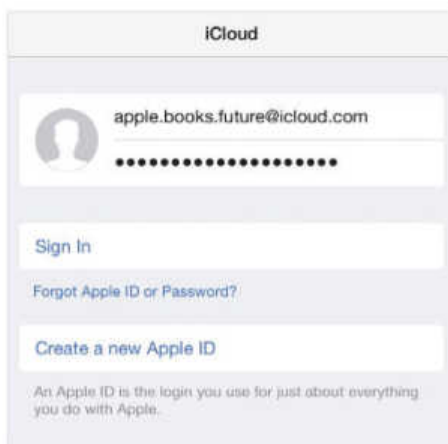 iCloud
apple.books.future@icloud.com
••••••••••••••••••••
Sign In
Forgot Apple ID or Password?
Create a new Apple ID
An Apple ID is the login you use for just about everything
you do with Apple.